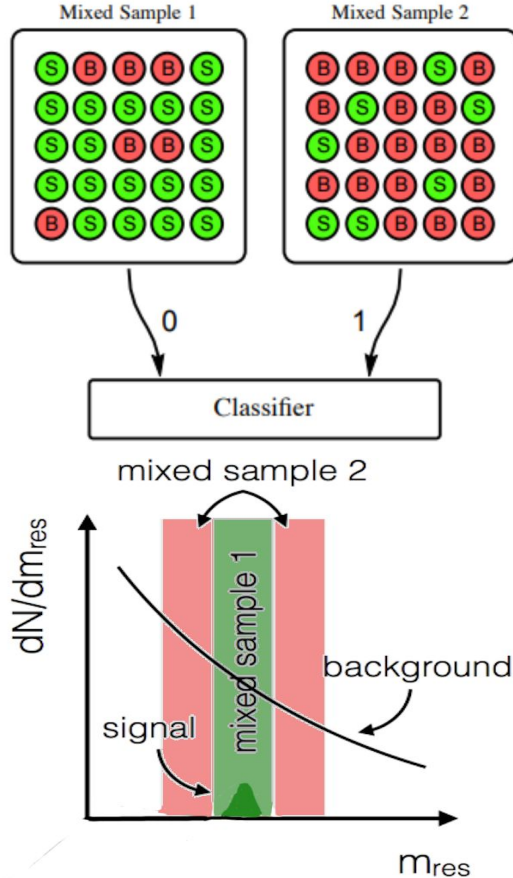 Mixed Sample 1
Mixed Sample 2
S B B B S
S S S S S
S S B B S
S S S S S
B S S S S
B B B S B
B S B B S
S B B B B
B B B S B
S S B B B
0
1
Classifier
mixed sample 2
dN/dmres
mixed sample 1
background
signal
mres